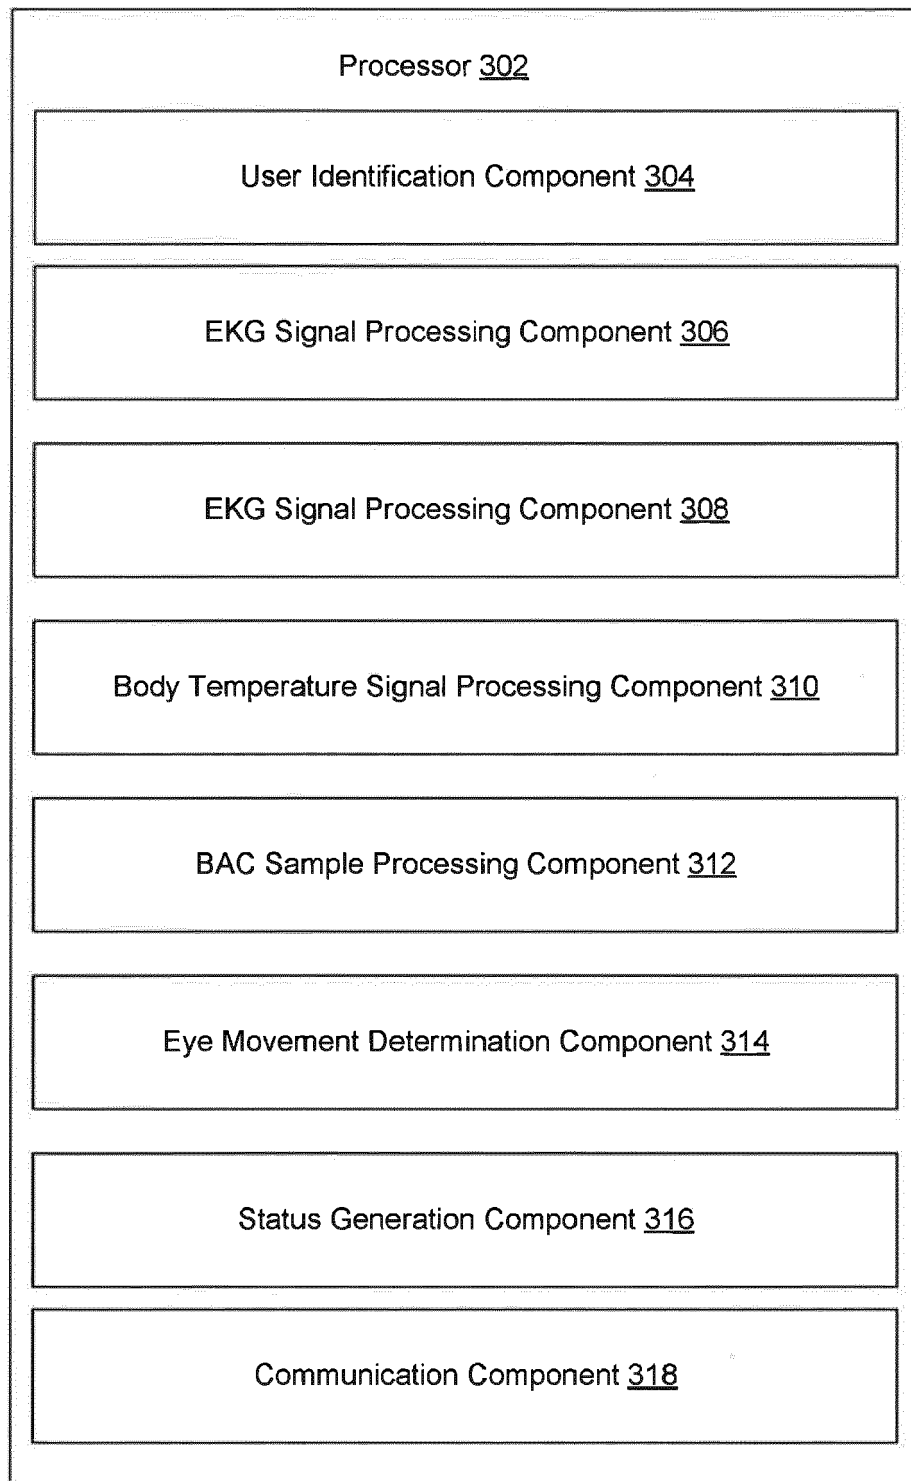 Processor 302
User Identification Component 304
EKG Signal Processing Component 306
EKG Signal Processing Component 308
Body Temperature Signal Processing Component 310
BAC Sample Processing Component 312
Eye Movement Determination Component 314
Status Generation Component 316
Communication Component 318